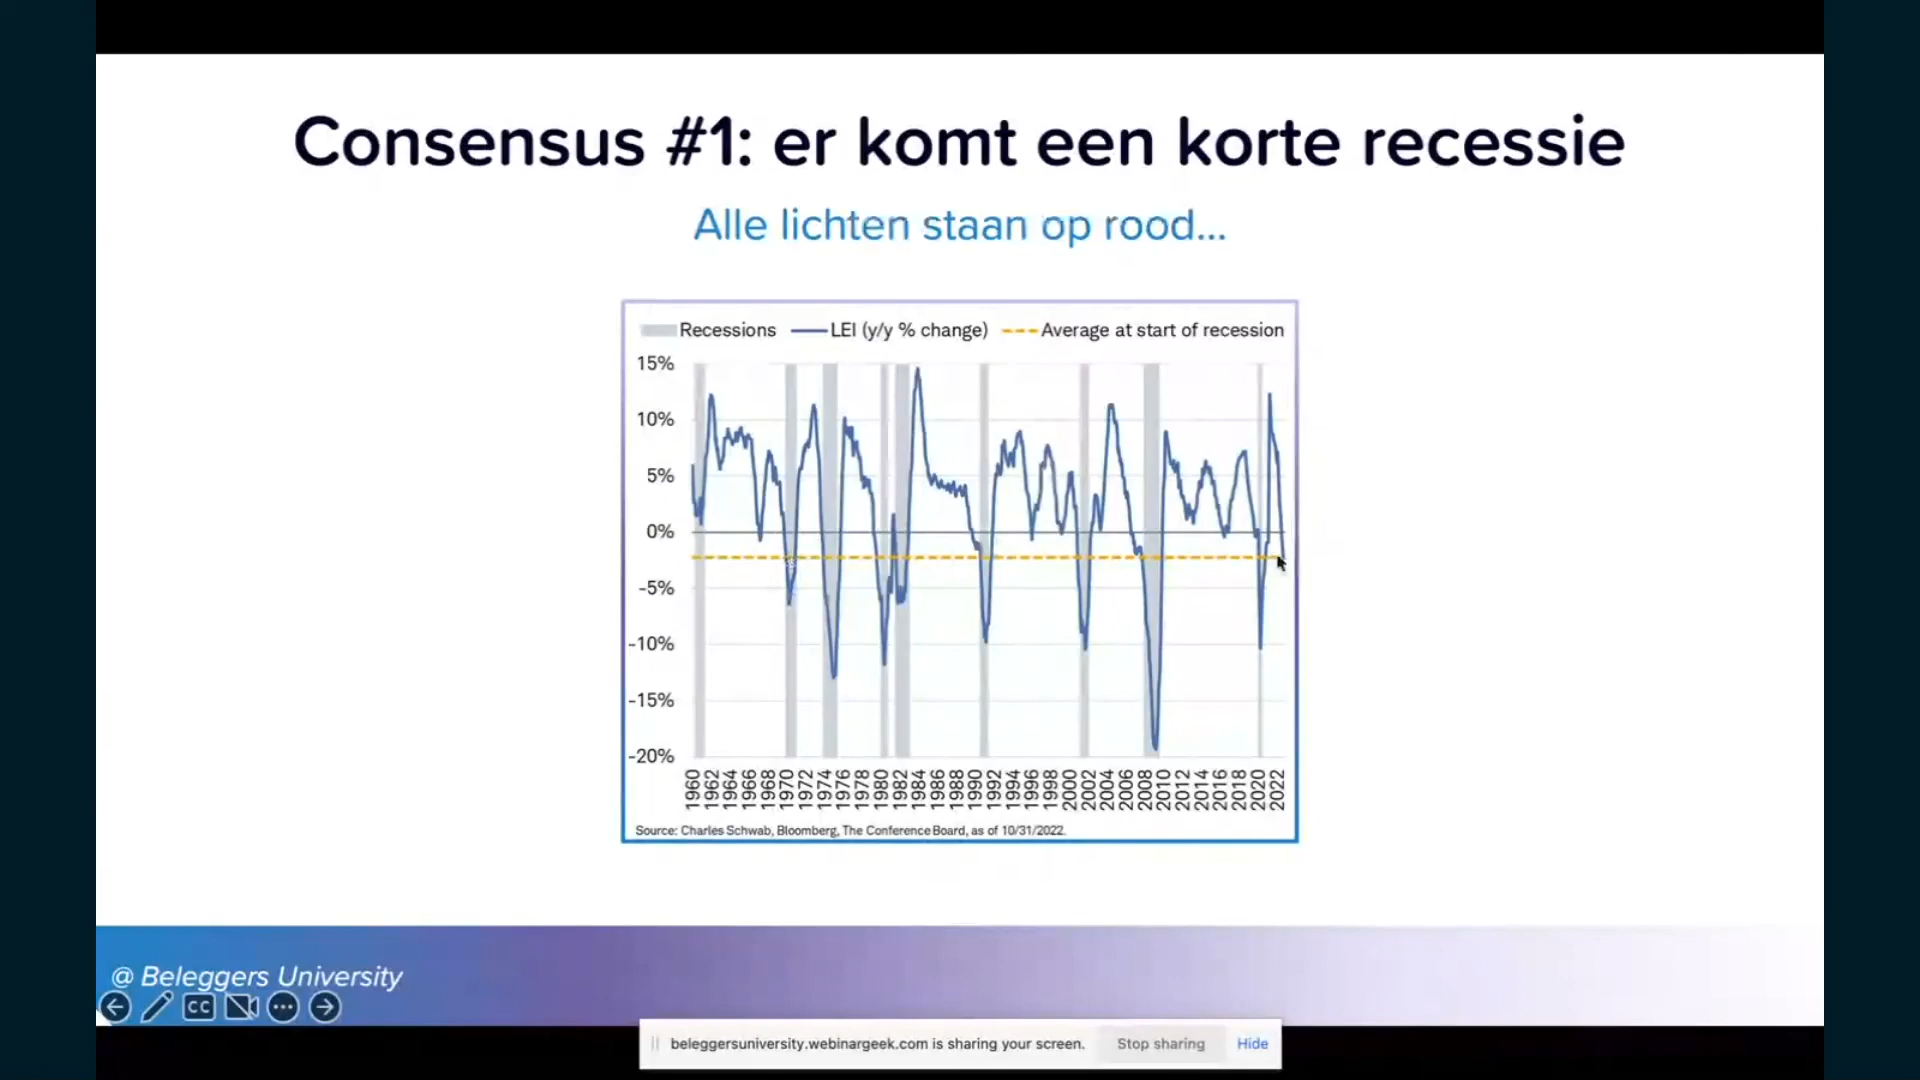 Consensus #1: er komt een korte recessie
Alle lichten staan op rood...
Recessions LEI (y/y % change) Average at start of recession
15%
10%
5%
0%
-5%
-10%
-15%
-20%
1960 1962 1964 1966 1968 1970 1972 1974 1976 1978 1980 1982 1984 1986 1988 1990 1992 1994 1996 1998 2000 2002 2004 2006 2008 2010 2012 2014 2016 2018 2020 2022
Source: Charles Schwab, Bloomberg, The Conference Board, as of 10/31/2022.
@ Beleggers University
CC
beleggersuniversity.webinargeek.com is sharing your screen. Stop sharing Hide